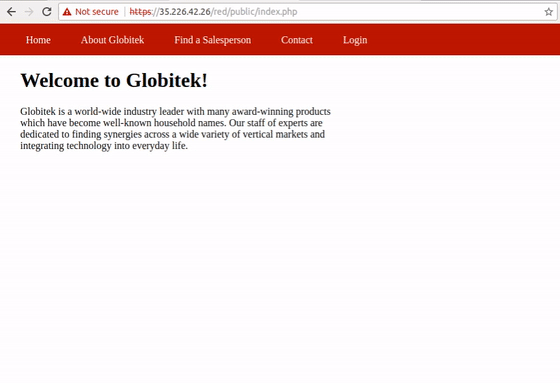 Not secure https://35.226.42.26/red/public/index.php
Home About Globitek Find a Salesperson Contact Login
Welcome to Globitek!
Globitek is a world-wide industry leader with many award-winning products
which have become well-known household names. Our staff of experts are
dedicated to finding synergies across a wide variety of vertical markets and
integrating technology into everyday life.